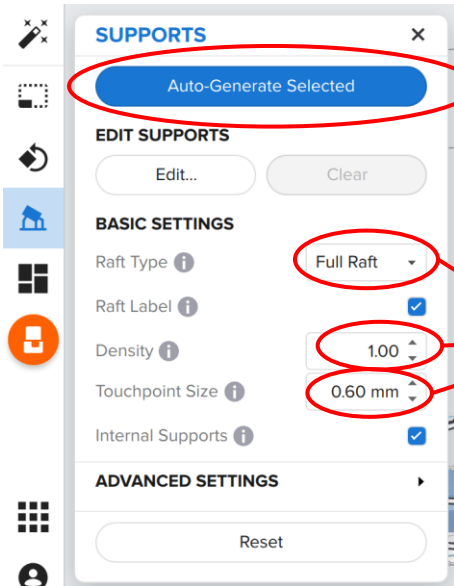 SUPPORTS
Auto-Generate Selected
EDIT SUPPORTS
Edit...
Clear
BASIC SETTINGS
Raft Type
Full Raft
Raft Label
Density
1.00
Touchpoint Size
0.60 mm
Internal Supports
ADVANCED SETTINGS
Reset